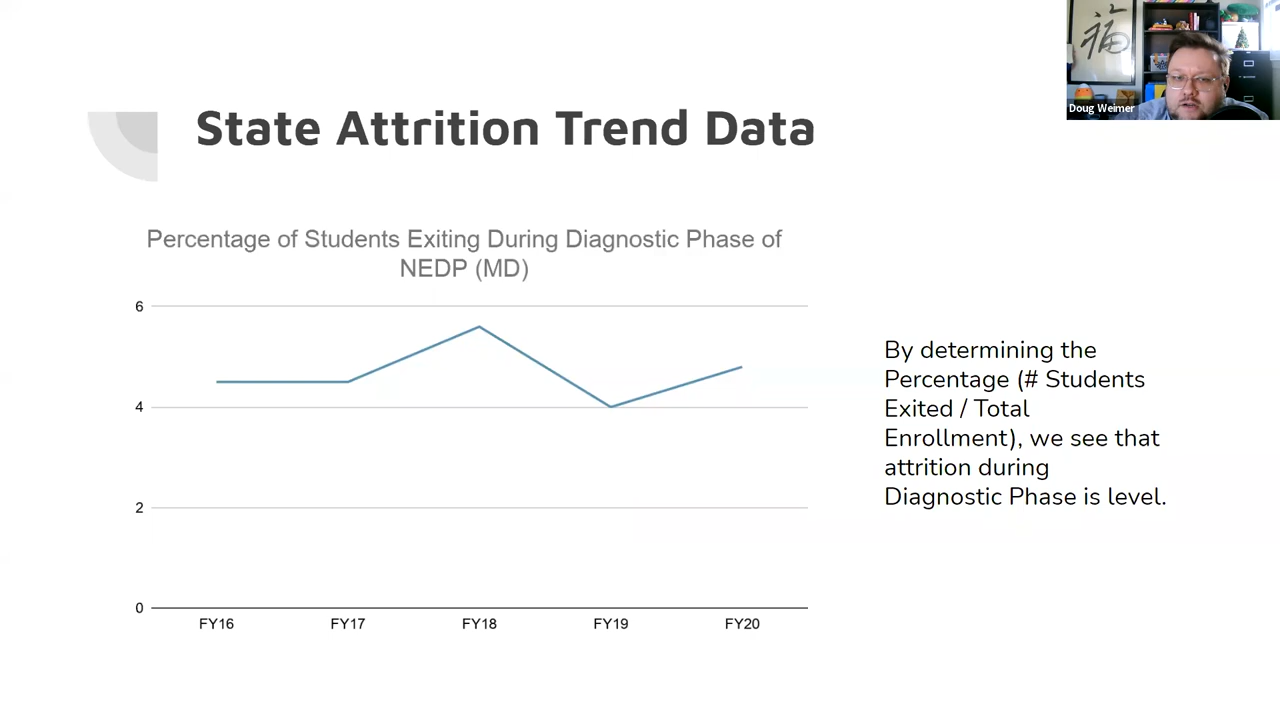 福
Doug Weimer
State Attrition Trend Data
Percentage of Students Exiting During Diagnostic Phase of
NEDP (MD)
6
4
2
0
FY16
FY17
FY18
FY19
FY20
By determining the
Percentage (# Students
Exited / Total
Enrollment), we see that
attrition during
Diagnostic Phase is level.